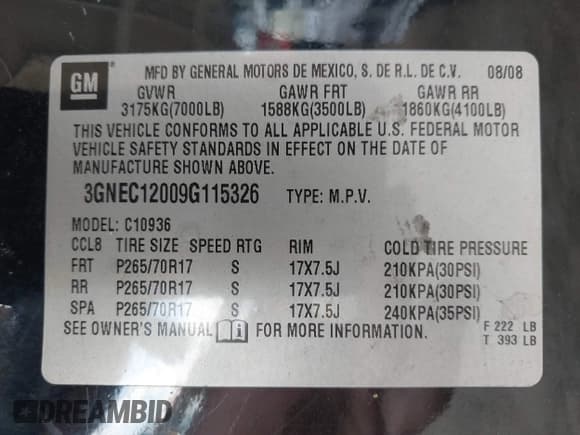 GM MFD BY GENERAL MOTORS DE MEXICO, S. DE R.L. DE C.V. 08/08
GVWR GAWR FRT GAWR RR
3175KG(7000LB) 1588KG(3500LB) 1860KG(4100LB)
THIS VEHICLE CONFORMS TO ALL APPLICABLE U.S. FEDERAL MOTOR
VEHICLE SAFETY STANDARDS IN EFFECT ON THE DATE OF
MANUFACTURE SHOWN ABOVE.
3GNEC12009G115326 TYPE: M.P.V.
MODEL: C10936
CCL8 TIRE SIZE SPEED RTG RIM COLD TIRE PRESSURE
FRT P265/70R17 S 17X7.5J 210KPA(30PSI)
RR P265/70R17 S 17X7.5J 210KPA(30PSI)
SPA P265/70R17 S 17X7.5J 240KPA(35PSI)
SEE OWNER'S MANUAL FOR MORE INFORMATION.
F 222 LB
T 393 LB
DREAMBID